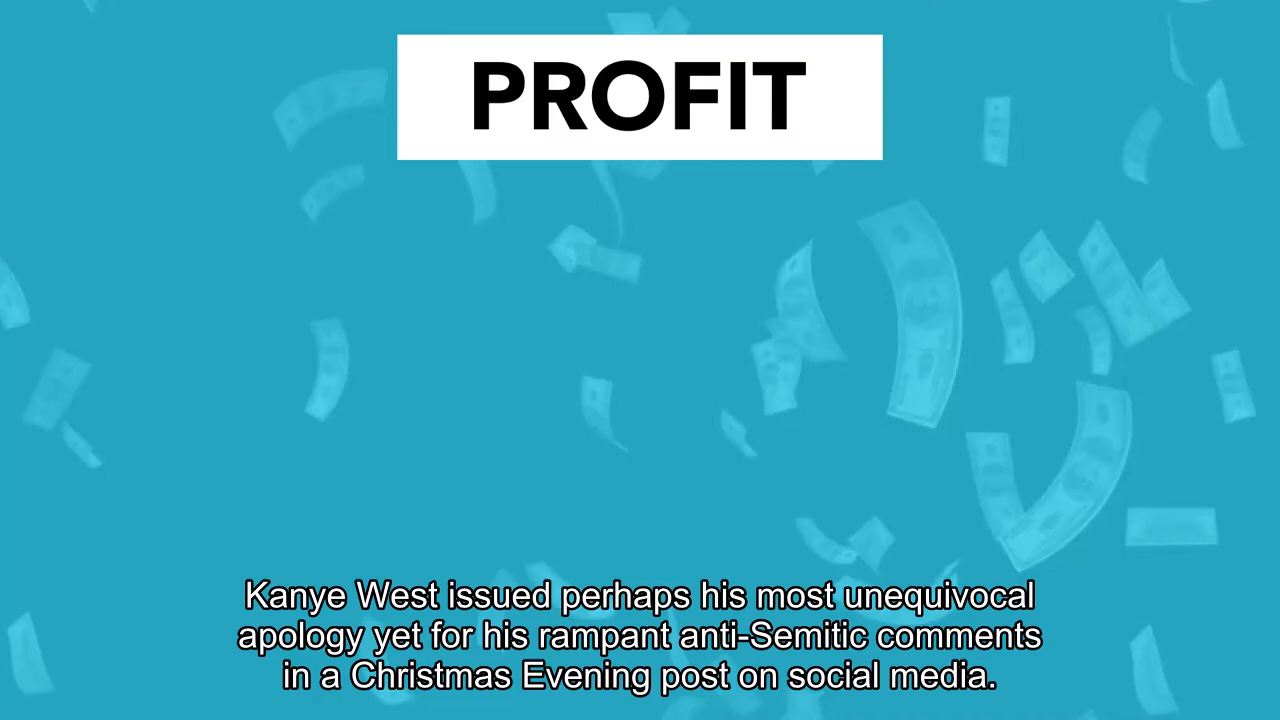 PROFIT
Kanye West issued perhaps his most unequivocal
apology yet for his rampant anti-Semitic comments
in a Christmas Evening post on social media.